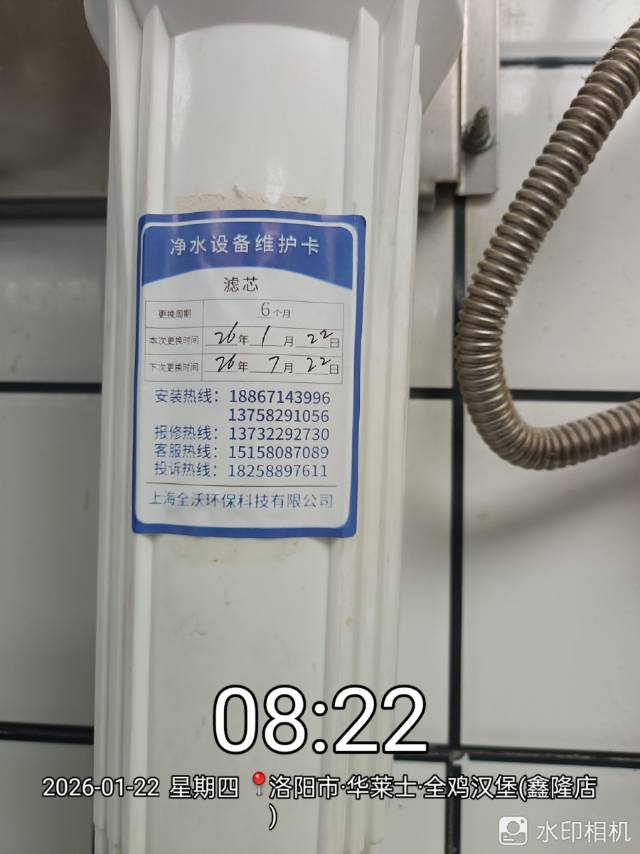 净水设备维护卡
滤芯
更换周期 6个月
本次更换时间 26年 1月 22日
下次更换时间 26年 7月 22日
安装热线：18867143996
13758291056
报修热线：13732292730
客服热线：15158087089
投诉热线：18258897611
上海全沃环保科技有限公司
08:22
2026-01-22 星期四 📍洛阳市·华莱士·全鸡汉堡(鑫隆店
)
水印相机